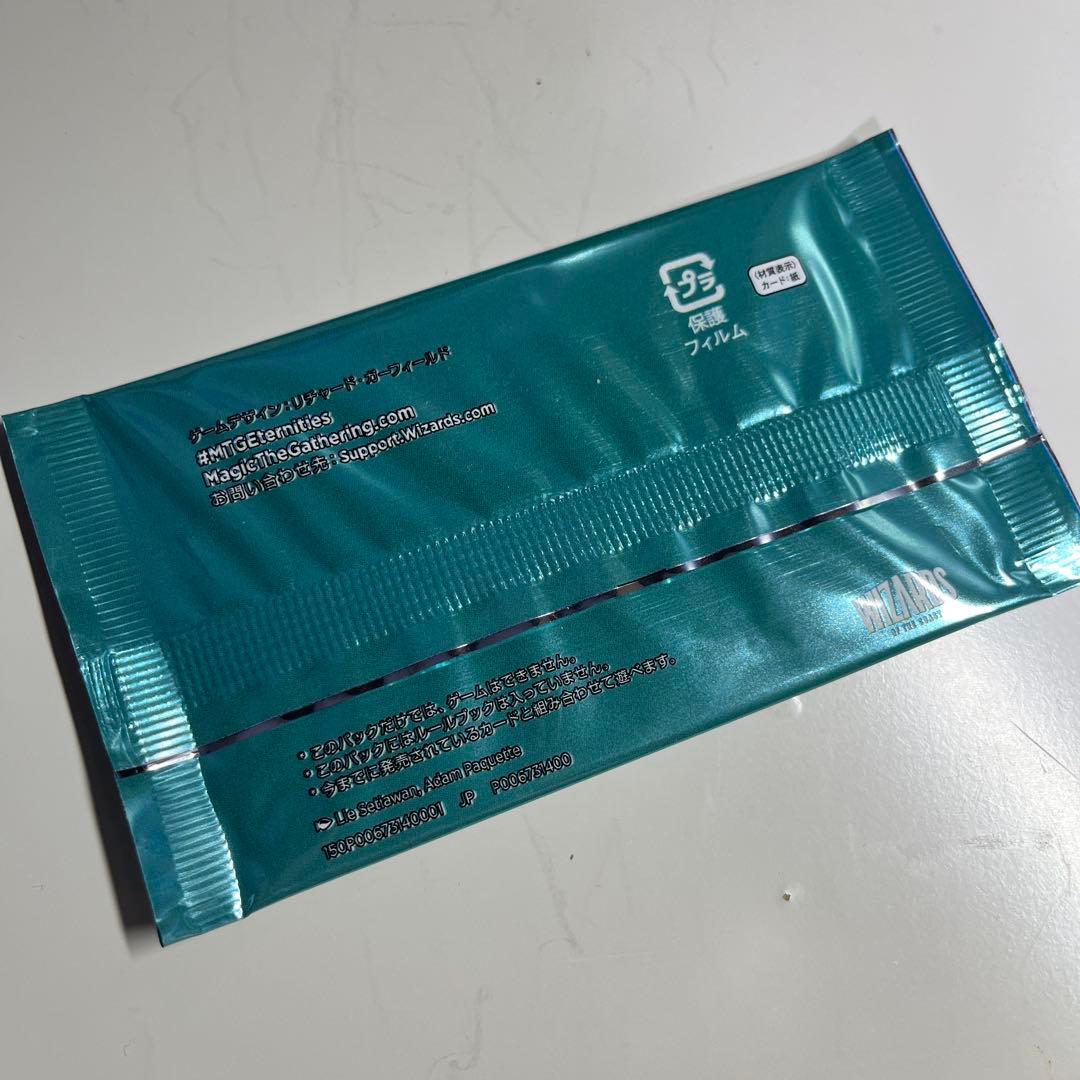 ゲームデザイン:リチャード・ガーフィールド
#MTGEternities
MagicTheGathering.com
お問い合わせ先:Support.Wizards.com
プラ
保護
フィルム
〈材質表示〉
カード:紙
WIZARDS
OF THE COAST
・このパックだけでは、ゲームはできません。
・このパックにはルールブックは入っていません。
・今までに発売されているカードと組み合わせて遊べます。
Lie Setiawan, Adam Paquette
150P00673140001 JP P006731400